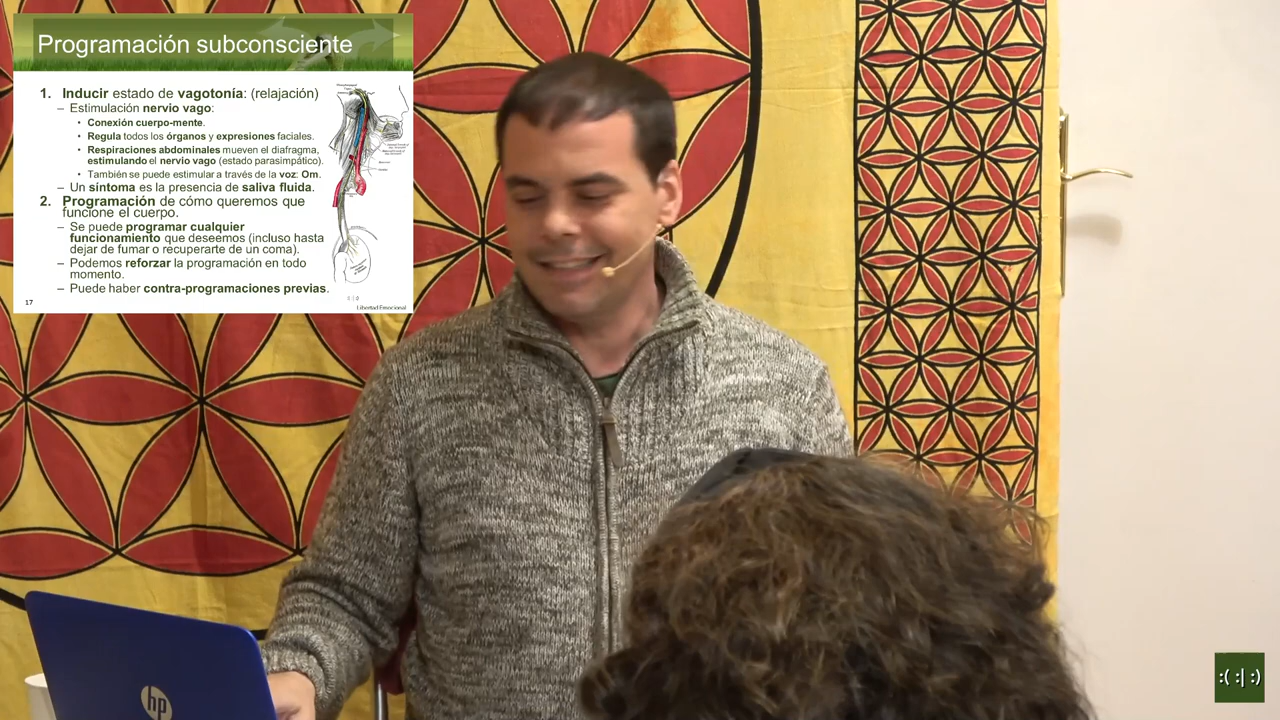 Programación subconsciente
1. Inducir estado de vagotonía: (relajación)
– Estimulación nervio vago:
• Conexión cuerpo-mente.
• Regula todos los órganos y expresiones faciales.
• Respiraciones abdominales mueven el diafragma,
estimulando el nervio vago (estado parasimpático).
• También se puede estimular a través de la voz: Om.
– Un síntoma es la presencia de saliva fluida.
2. Programación de cómo queremos que
funcione el cuerpo.
– Se puede programar cualquier
funcionamiento que deseemos (incluso hasta
dejar de fumar o recuperarte de un coma).
– Podemos reforzar la programación en todo
momento.
– Puede haber contra-programaciones previas.
17
Libertad Emocional
hp
:( :| :)